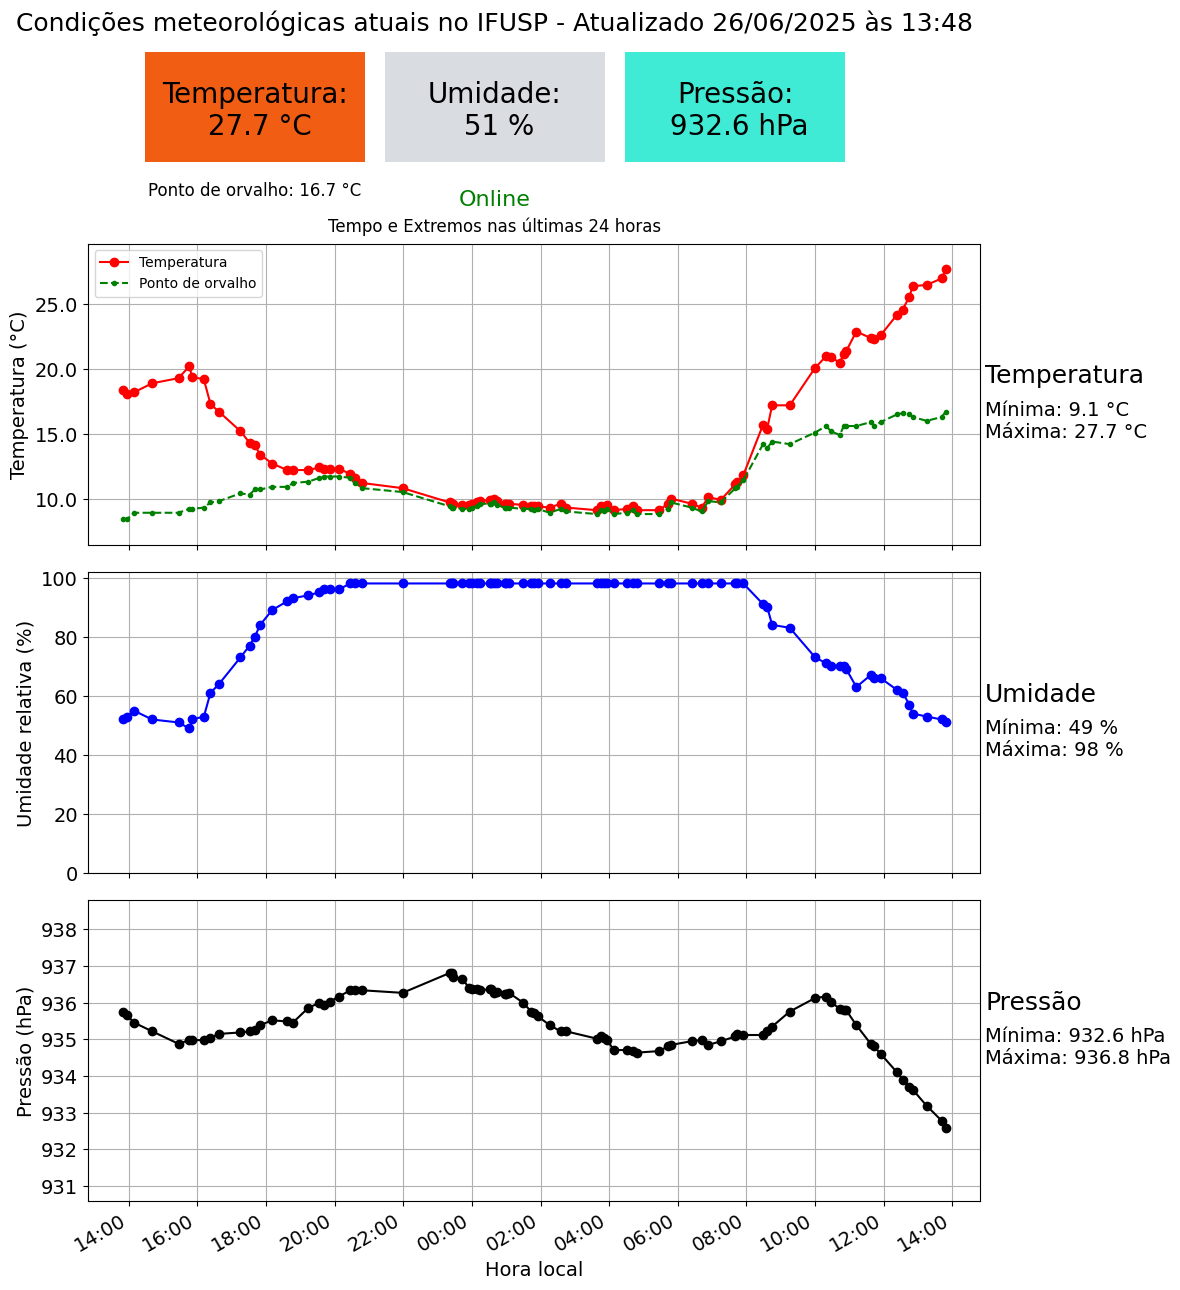 Condições meteorológicas atuais no IFUSP - Atualizado 26/06/2025 às 13:48
Temperatura:
27.7 °C
Umidade:
51 %
Pressão:
932.6 hPa
Ponto de orvalho: 16.7 °C
Online
Tempo e Extremos nas últimas 24 horas
Temperatura
Ponto de orvalho
Temperatura (°C)
25.0
20.0
15.0
10.0
Temperatura
Mínima: 9.1 °C
Máxima: 27.7 °C
Umidade relativa (%)
100
80
60
40
20
0
Umidade
Mínima: 49 %
Máxima: 98 %
Pressão (hPa)
938
937
936
935
934
933
932
931
Pressão
Mínima: 932.6 hPa
Máxima: 936.8 hPa
14:00
16:00
18:00
20:00
22:00
00:00
02:00
04:00
06:00
08:00
10:00
12:00
14:00
Hora local